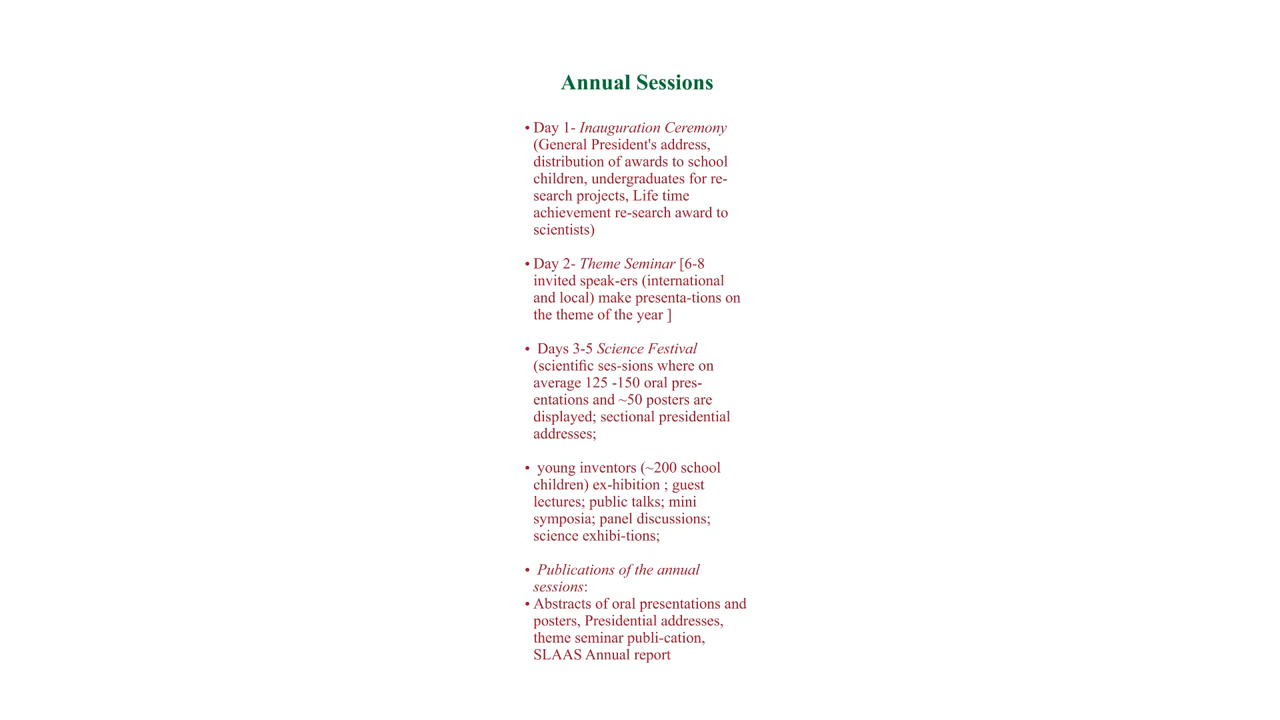 Annual Sessions
• Day 1- Inauguration Ceremony
(General President's address,
distribution of awards to school
children, undergraduates for re-
search projects, Life time
achievement re-search award to
scientists)
• Day 2- Theme Seminar [6-8
invited speak-ers (international
and local) make presenta-tions on
the theme of the year ]
• Days 3-5 Science Festival
(scientific ses-sions where on
average 125 -150 oral pres-
entations and ~50 posters are
displayed; sectional presidential
addresses;
• young inventors (~200 school
children) ex-hibition ; guest
lectures; public talks; mini
symposia; panel discussions;
science exhibi-tions;
• Publications of the annual
sessions:
• Abstracts of oral presentations and
posters, Presidential addresses,
theme seminar publi-cation,
SLAAS Annual report